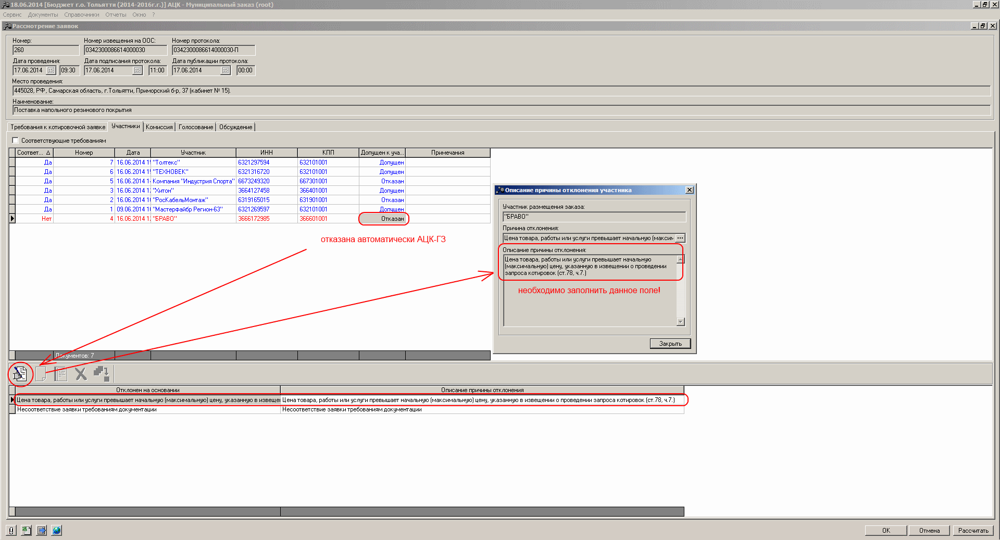 18.06.2014 [Бюджет г.о. Тольятти (2014-2016г.г.)] АЦК - Муниципальный заказ (root)
Сервис Документы Справочники Отчеты Окно ?
Рассмотрение заявок
Номер: Номер извещения на ООС: Номер протокола:
260 0342300086614000030 0342300086614000030-П
Дата проведения: Дата подписания протокола: Дата публикации протокола:
17.06.2014 15 09:30 17.06.2014 15 11:00 17.06.2014 15 00:00
Место проведения:
445028, РФ, Самарская область, г.Тольятти, Приморский б-р, 37 (кабинет № 15).
Наименование:
Поставка напольного резинового покрытия
Требования к котировочной заявке Участники Комиссия Голосование Обсуждение
Соответствующие требованиям
Соответ... Номер Дата Участник ИНН КПП Допущен к уча... Примечания
Да 7 16.06.2014 1 "Толтекс" 6321297594 632101001 Допущен
Да 6 16.06.2014 1 "ТЕХНОВЕК" 6321316720 632101001 Допущен
Да 5 16.06.2014 1 Компания "Индустрия Спорта" 6673249320 667301001 Отказан
Да 3 16.06.2014 1 "Хитон" 3664127458 366401001 Допущен
Да 2 16.06.2014 1 "РосКабельМонтаж" 6319165015 631901001 Отказан
Да 1 09.06.2014 1 "Мастерфайбр Регион-63" 6321269597 632101001 Допущен
Нет 4 16.06.2014 1 "БРАВО" 3666172985 366601001 Отказан
отказана автоматически АЦК-ГЗ
Документов: 7
Описание причины отклонения участника
Участник размещения заказа:
"БРАВО"
Причина отклонения:
Цена товара, работы или услуги превышает начальную (максим ...
Описание причины отклонения:
Цена товара, работы или услуги превышает начальную
(максимальную) цену, указанную в извещении о проведении
запроса котировок (ст.78, ч.7.)
необходимо заполнить данное поле!
Закрыть
Отклонен на основании Описание причины отклонения
Цена товара, работы или услуги превышает начальную (максимальную) цену, указанную в извеще Цена товара, работы или услуги превышает начальную (максимальную) цену, указанную в извещении о проведении запроса котировок (ст.78, ч.7.)
Несоответствие заявки требованиям документации Несоответствие заявки требованиям документации
OK Отмена Рассчитать